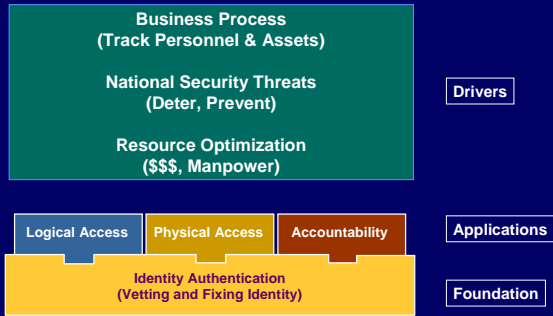 Business Process
(Track Personnel & Assets)
National Security Threats
(Deter, Prevent)
Resource Optimization
($$$, Manpower)
Drivers
Logical Access
Physical Access
Accountability
Applications
Identity Authentication
(Vetting and Fixing Identity)
Foundation